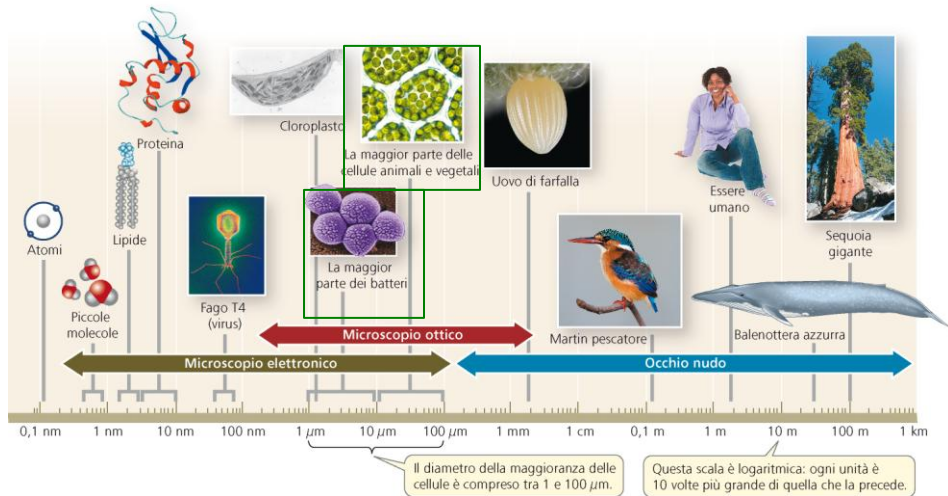 Proteina
Cloroplasto
La maggior parte delle
cellule animali e vegetali
Uovo di farfalla
Essere
umano
Sequoia
gigante
Atomi
Lipide
Piccole
molecole
Fago T4
(virus)
La maggior
parte dei batteri
Martin pescatore
Balenottera azzurra
Microscopio ottico
Microscopio elettronico
Occhio nudo
0,1 nm 1 nm 10 nm 100 nm 1 μm 10 μm 100 μm 1 mm 1 cm 0,1 m 1 m 10 m 100 m 1 km
Il diametro della maggioranza delle
cellule è compreso tra 1 e 100 μm.
Questa scala è logaritmica: ogni unità è
10 volte più grande di quella che la precede.